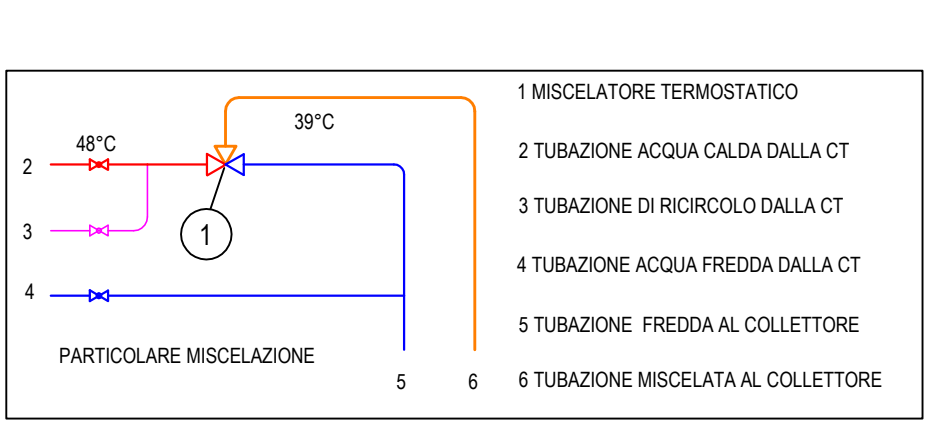 1 MISCELATORE TERMOSTATICO
39°C
48°C
2
2 TUBAZIONE ACQUA CALDA DALLA CT
3 TUBAZIONE DI RICIRCOLO DALLA CT
3
1
4 TUBAZIONE ACQUA FREDDA DALLA CT
4
5 TUBAZIONE FREDDA AL COLLETTORE
PARTICOLARE MISCELAZIONE
5
6
6 TUBAZIONE MISCELATA AL COLLETTORE